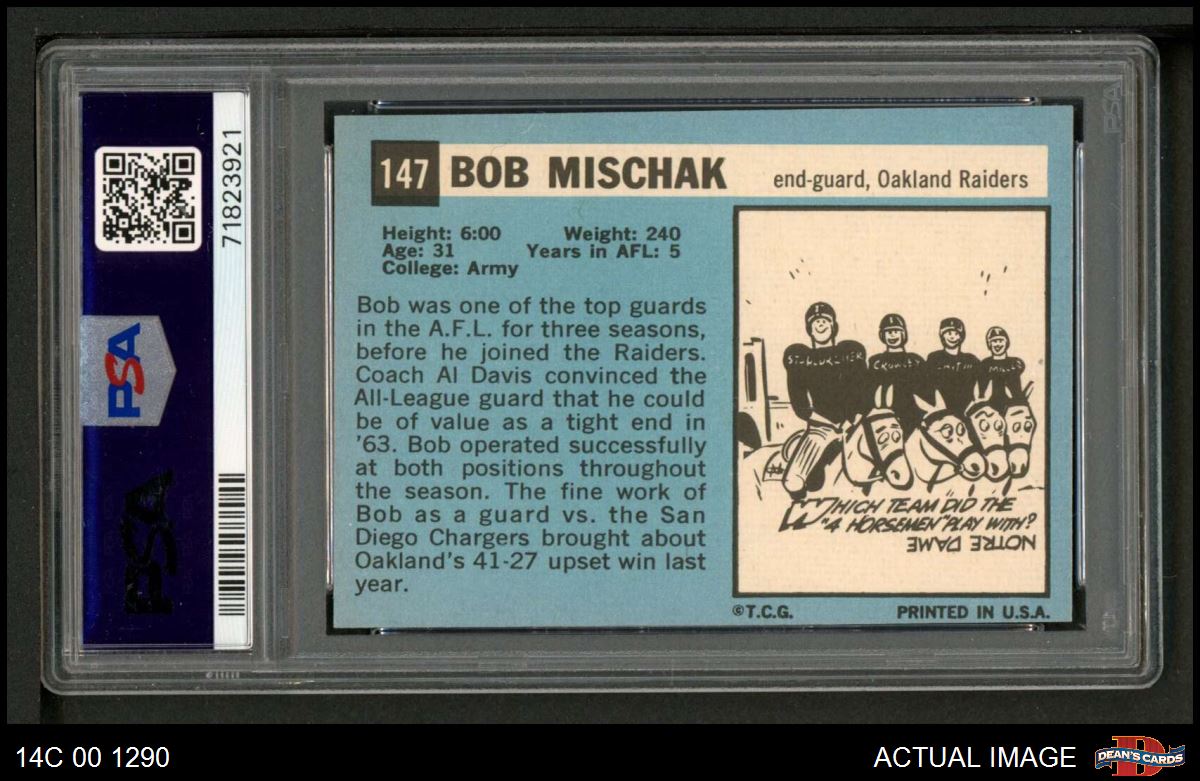 71823921
PSA
PSA
147 BOB MISCHAK end-guard, Oakland Raiders
Height: 6:00 Weight: 240
Age: 31 Years in AFL: 5
College: Army
Bob was one of the top guards
in the A.F.L. for three seasons,
before he joined the Raiders.
Coach Al Davis convinced the
All-League guard that he could
be of value as a tight end in
'63. Bob operated successfully
at both positions throughout
the season. The fine work of
Bob as a guard vs. the San
Diego Chargers brought about
Oakland's 41-27 upset win last
year.
CROWLEY
MILLER
WHICH TEAM DID THE
"4 HORSEMEN" PLAY WITH?
NOTRE DAME
©T.C.G. PRINTED IN U.S.A.
PSA
14C 00 1290
ACTUAL IMAGE
DEAN'S CARDS